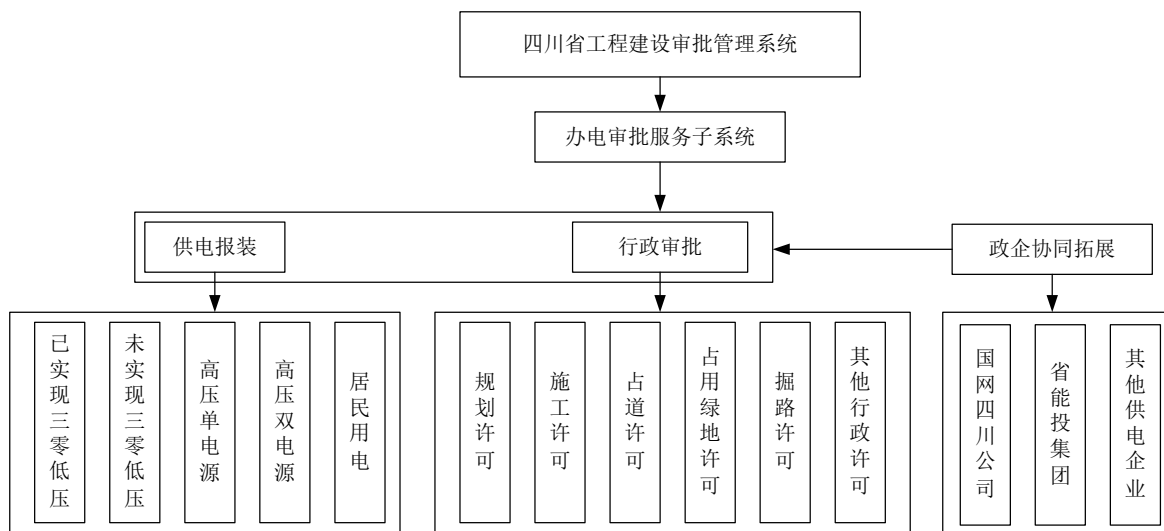 四川省工程建设审批管理系统
办电审批服务子系统
供电报装
行政审批
政企协同拓展
已实现三零低压
未实现三零低压
高压单电源
高压双电源
居民用电
规划许可
施工许可
占道许可
占用绿地许可
掘路许可
其他行政许可
国网四川公司
省能投集团
其他供电企业